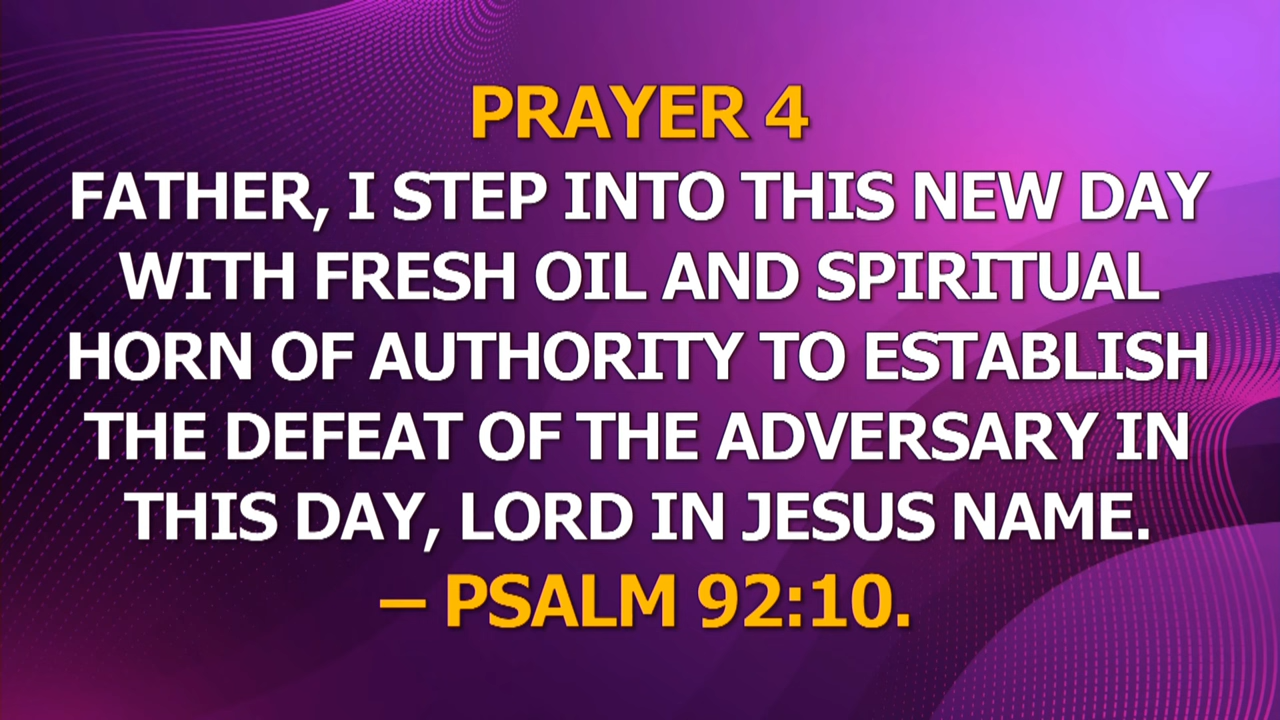 PRAYER 4
FATHER, I STEP INTO THIS NEW DAY
WITH FRESH OIL AND SPIRITUAL
HORN OF AUTHORITY TO ESTABLISH
THE DEFEAT OF THE ADVERSARY IN
THIS DAY, LORD IN JESUS NAME.
– PSALM 92:10.